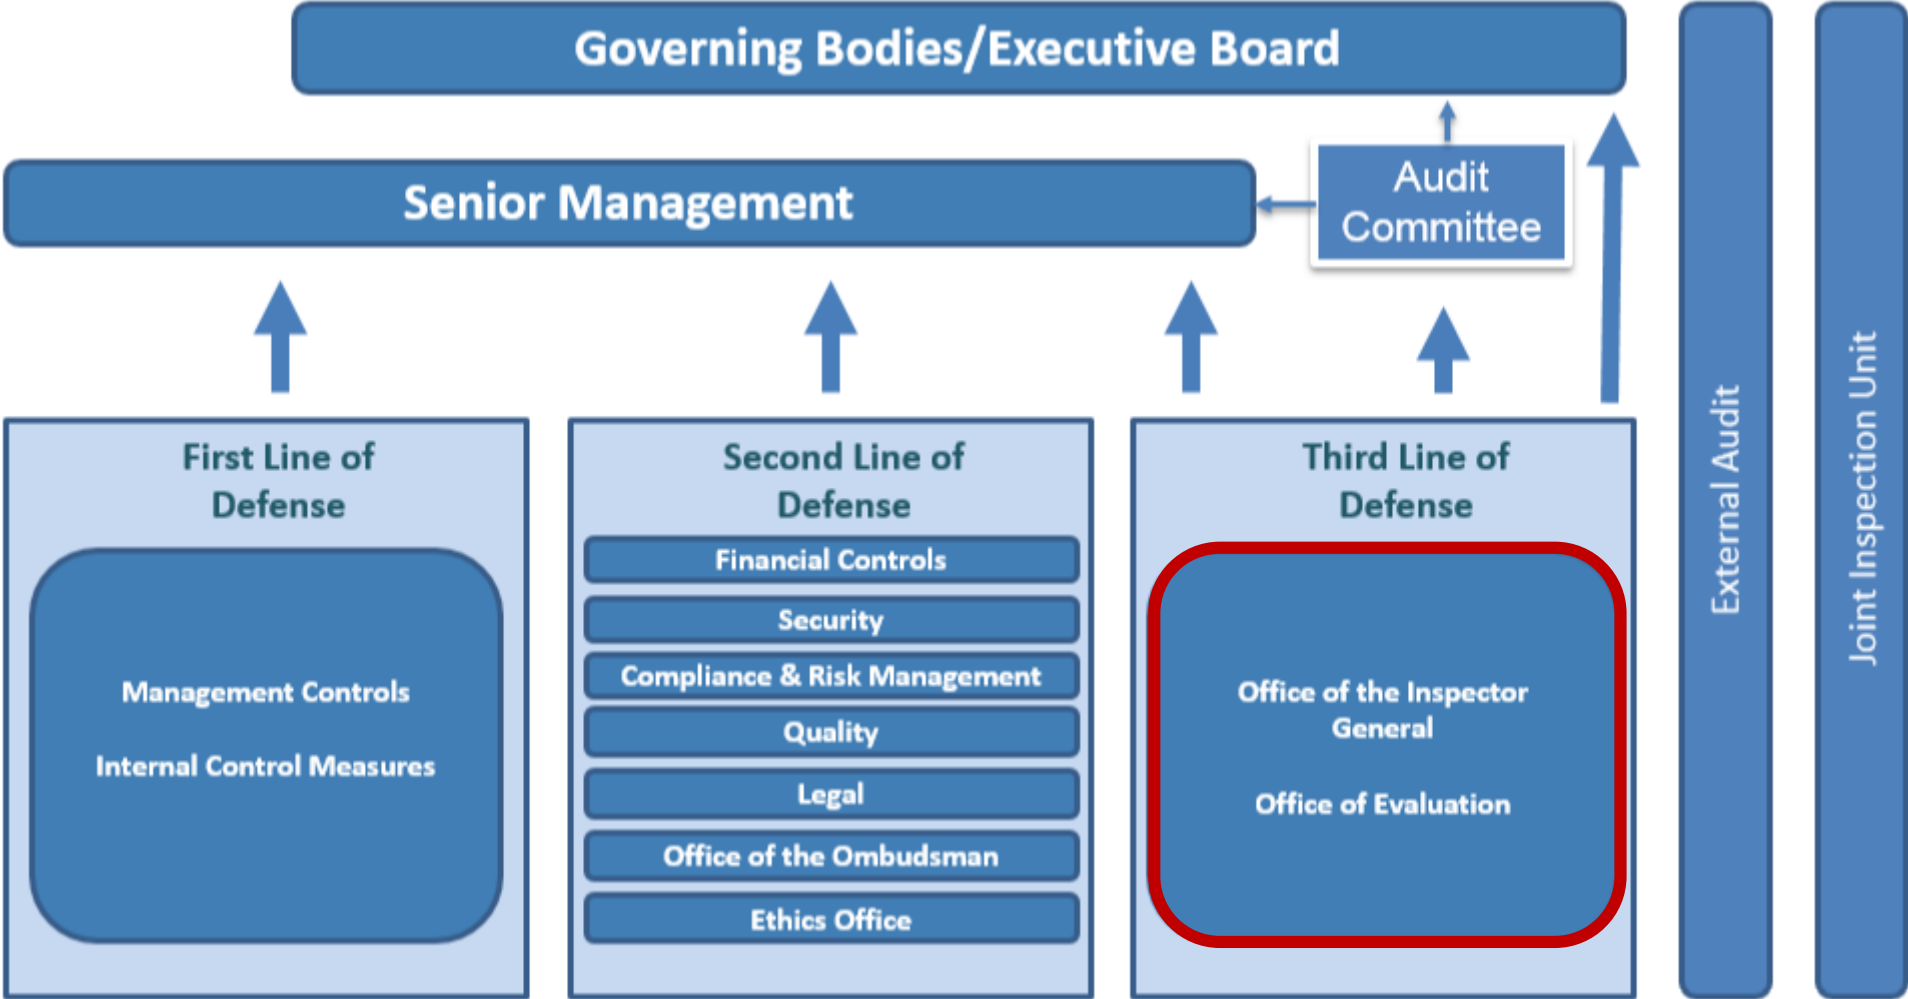 Governing Bodies/Executive Board
Senior Management
Audit
Committee
First Line of
Defense
Management Controls
Internal Control Measures
Second Line of
Defense
Financial Controls
Security
Compliance & Risk Management
Quality
Legal
Office of the Ombudsman
Ethics Office
Third Line of
Defense
Office of the Inspector
General
Office of Evaluation
External Audit
Joint Inspection Unit